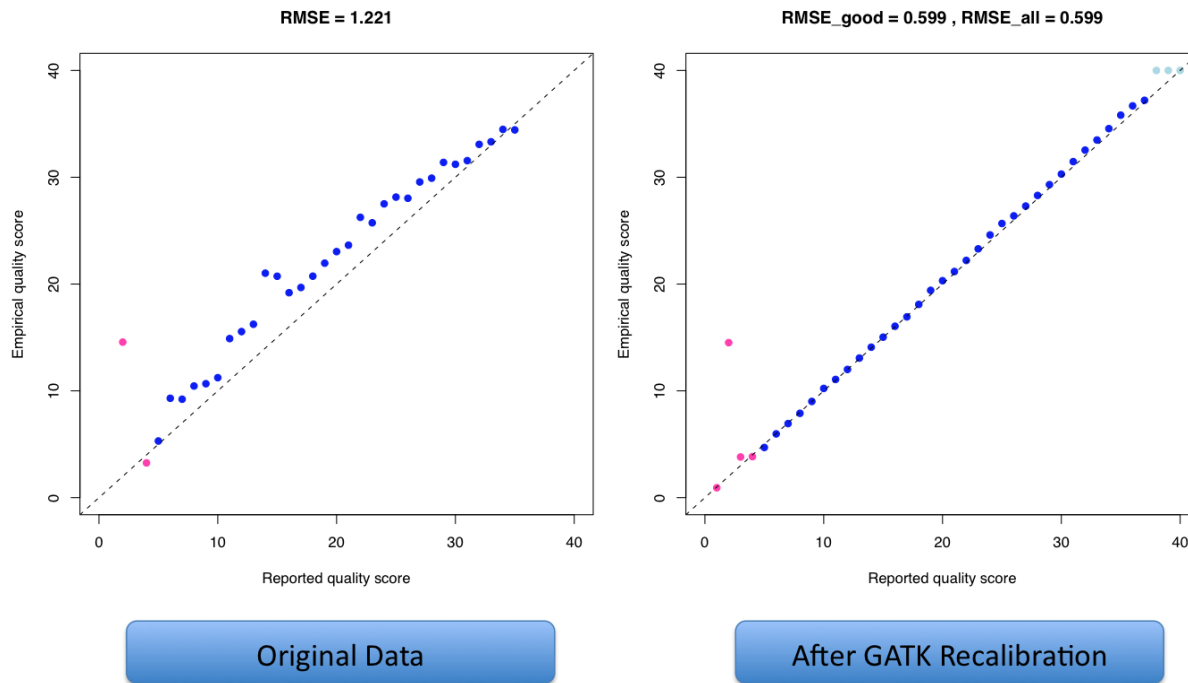 RMSE = 1.221
Empirical quality score
40
30
20
10
0
0 10 20 30 40
Reported quality score
Original Data
RMSE_good = 0.599 , RMSE_all = 0.599
Empirical quality score
40
30
20
10
0
0 10 20 30 40
Reported quality score
After GATK Recalibration